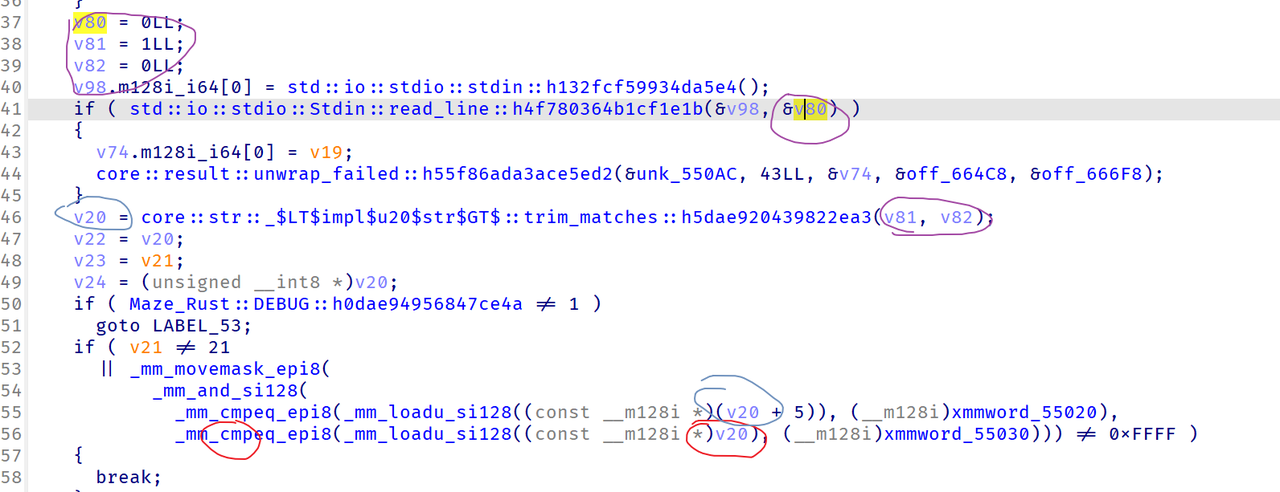 36 }
37 v80 = 0LL;
38 v81 = 1LL;
39 v82 = 0LL;
40 v98.m128i_i64[0] = std::io::stdio::stdin::h132fcf59934da5e4();
41 if ( std::io::stdio::Stdin::read_line::h4f780364b1cf1e1b(&v98, &v80) )
42 {
43 v74.m128i_i64[0] = v19;
44 core::result::unwrap_failed::h55f86ada3ace5ed2(&unk_550AC, 43LL, &v74, &off_664C8, &off_666F8);
45 }
46 v20 = core::str::_$LT$impl$u20$str$GT$::trim_matches::h5dae920439822ea3(v81, v82);
47 v22 = v20;
48 v23 = v21;
49 v24 = (unsigned __int8 *)v20;
50 if ( Maze_Rust::DEBUG::h0dae94956847ce4a ≠ 1 )
51 goto LABEL_53;
52 if ( v21 ≠ 21
53 || _mm_movemask_epi8(
54 _mm_and_si128(
55 _mm_cmpeq_epi8(_mm_loadu_si128((const __m128i *)(v20 + 5)), (__m128i)xmmword_55020),
56 _mm_cmpeq_epi8(_mm_loadu_si128((const __m128i *)v20), (__m128i)xmmword_55030))) ≠ 0×FFFF )
57 {
58 break;